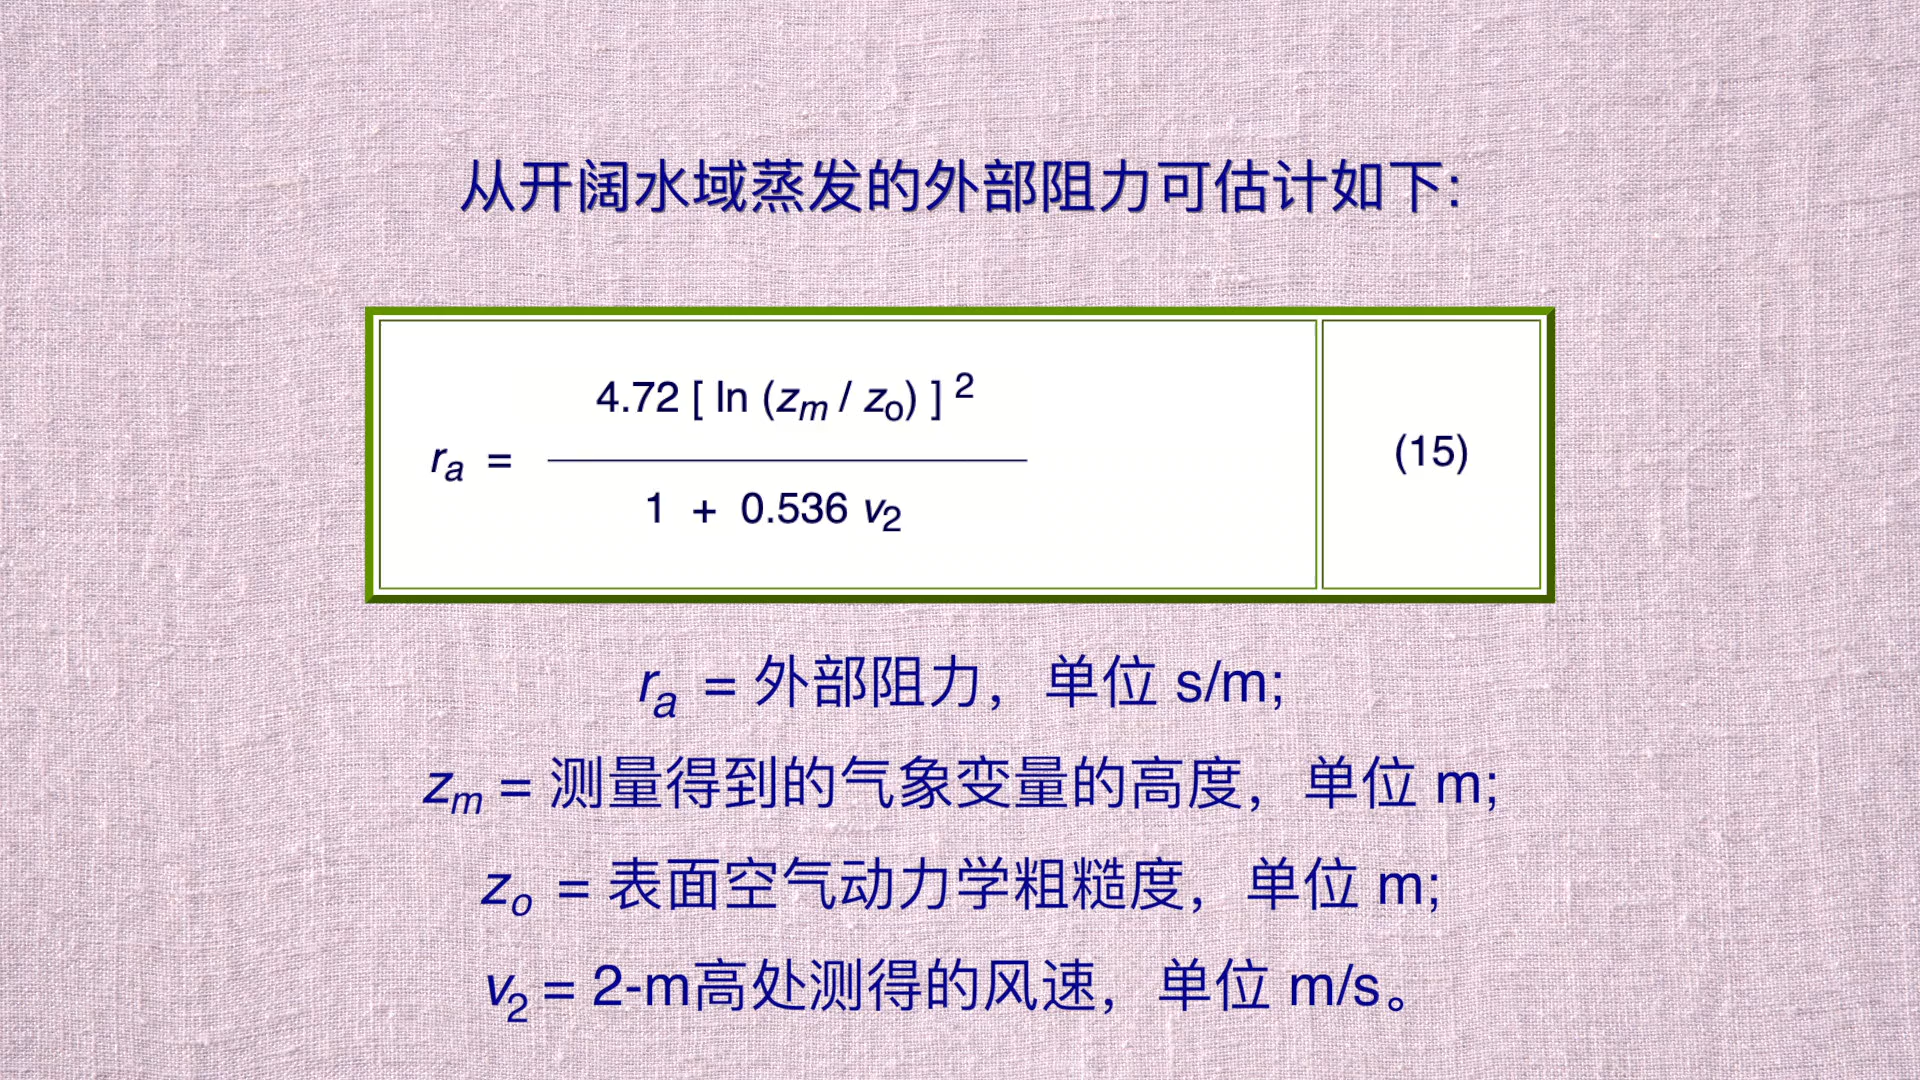 从开阔水域蒸发的外部阻力可估计如下:
4.72 [ ln (zm / zo) ] 2
ra =
1 + 0.536 v2
(15)
ra = 外部阻力，单位 s/m;
zm = 测量得到的气象变量的高度，单位 m;
zo = 表面空气动力学粗糙度，单位 m;
v2 = 2-m高处测得的风速，单位 m/s。